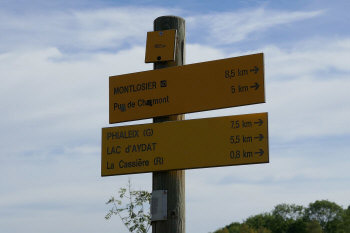 MONTLOSIER 8,5 km →
Puy de Charmont 5 km →
PHIALEIX (G) 7,5 km →
LAC d'AYDAT 5,5 km →
La Cassière (R) 0,8 km →